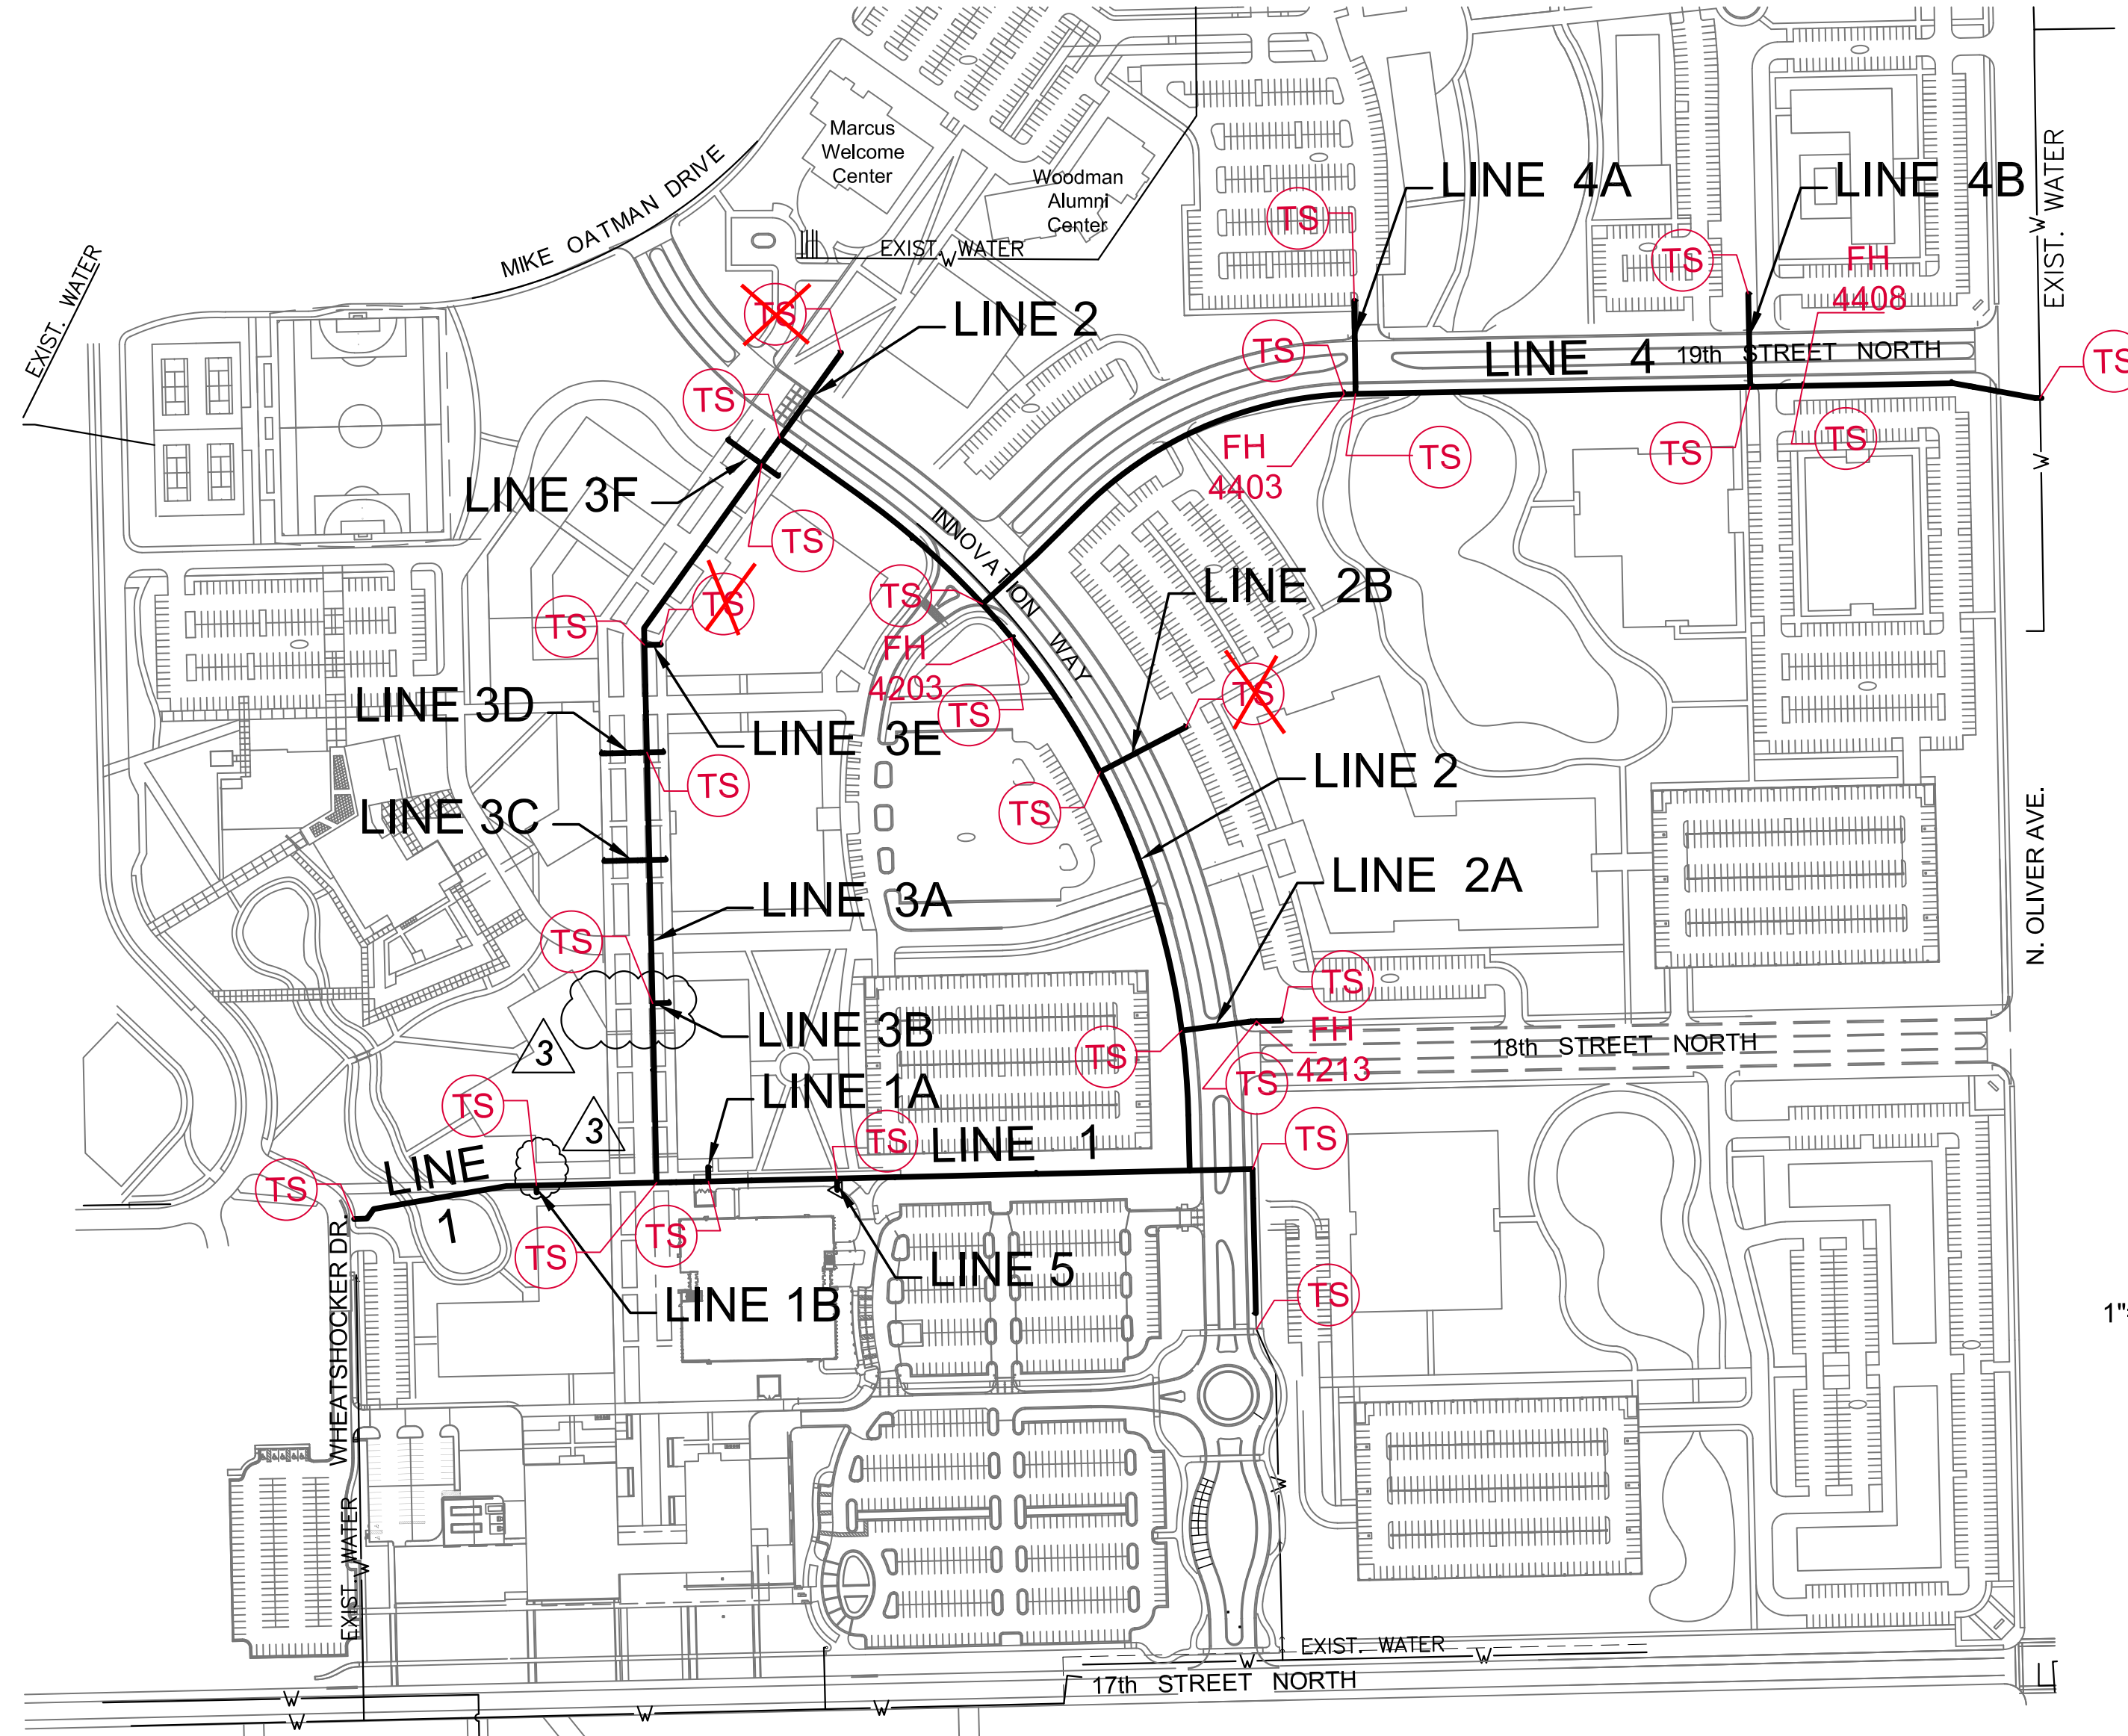 Marcus
Welcome
Center
Woodman
Alumni
Center
MIKE OATMAN DRIVE
EXIST. WATER
EXIST. WATER
W
EXIST. WATER
W
W
LINE 4A
LINE 4B
TS
TS
FH
4408
TS
LINE 2
TS
TS
LINE 4
19th STREET NORTH
TS
TS
FH
4403
TS
TS
TS
LINE 3F
TS
INNOVATION WAY
LINE 2B
TS
TS
TS
FH
4203
TS
TS
LINE 3D
LINE 3E
TS
TS
LINE 2
LINE 3C
LINE 2A
LINE 3A
N. OLIVER AVE.
TS
TS
LINE 3B
3
TS
FH
4213
TS
18th STREET NORTH
LINE 1A
TS
3
TS
LINE 1
TS
LINE
1
TS
TS
TS
LINE 5
LINE 1B
TS
WHEATSHOCKER DR.
1"=
EXIST. WATER
W
W
EXIST. WATER
W
W
17th STREET NORTH
W
W
W
W